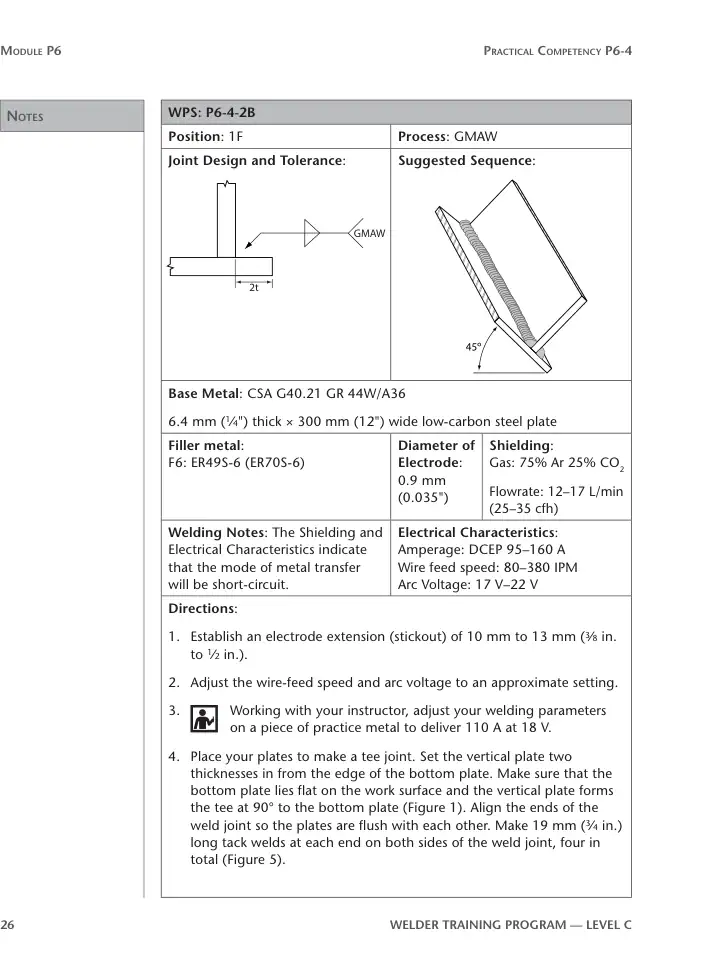 MODULE P6
PRACTICAL COMPETENCY P6-4
NOTES
WPS: P6-4-2B
Position: 1F
Process: GMAW
Joint Design and Tolerance:
Suggested Sequence:
GMAW
2t
45º
Base Metal: CSA G40.21 GR 44W/A36
6.4 mm (¼") thick × 300 mm (12") wide low-carbon steel plate
Filler metal:
F6: ER49S-6 (ER70S-6)
Diameter of
Electrode:
0.9 mm
(0.035")
Shielding:
Gas: 75% Ar 25% CO₂
Flowrate: 12–17 L/min
(25–35 cfh)
Welding Notes: The Shielding and
Electrical Characteristics indicate
that the mode of metal transfer
will be short-circuit.
Electrical Characteristics:
Amperage: DCEP 95–160 A
Wire feed speed: 80–380 IPM
Arc Voltage: 17 V–22 V
Directions:
1. Establish an electrode extension (stickout) of 10 mm to 13 mm (⅜ in.
to ½ in.).
2. Adjust the wire-feed speed and arc voltage to an approximate setting.
3. Working with your instructor, adjust your welding parameters
on a piece of practice metal to deliver 110 A at 18 V.
4. Place your plates to make a tee joint. Set the vertical plate two
thicknesses in from the edge of the bottom plate. Make sure that the
bottom plate lies flat on the work surface and the vertical plate forms
the tee at 90° to the bottom plate (Figure 1). Align the ends of the
weld joint so the plates are flush with each other. Make 19 mm (¾ in.)
long tack welds at each end on both sides of the weld joint, four in
total (Figure 5).
26
WELDER TRAINING PROGRAM — LEVEL C